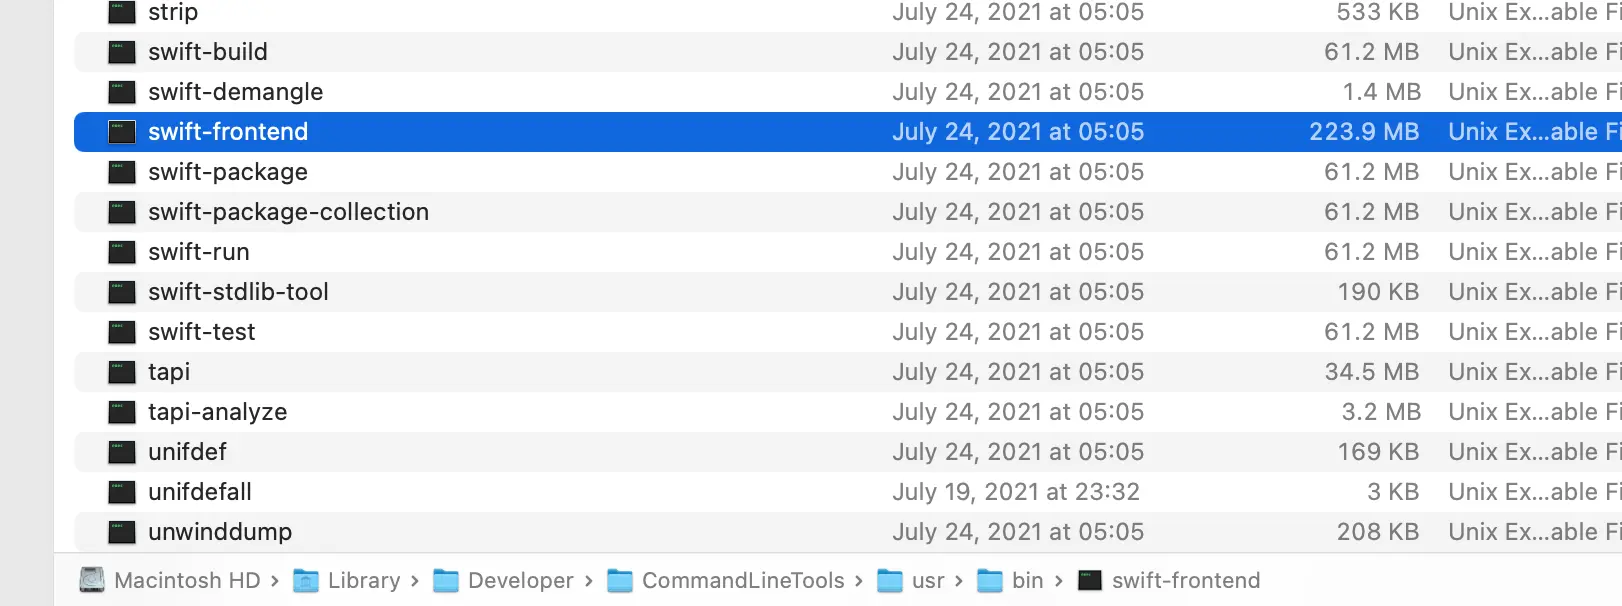 strip July 24, 2021 at 05:05 533 KB Unix Ex...able Fi
swift-build July 24, 2021 at 05:05 61.2 MB Unix Ex...able Fi
swift-demangle July 24, 2021 at 05:05 1.4 MB Unix Ex...able Fi
swift-frontend July 24, 2021 at 05:05 223.9 MB Unix Ex...able Fi
swift-package July 24, 2021 at 05:05 61.2 MB Unix Ex...able Fi
swift-package-collection July 24, 2021 at 05:05 61.2 MB Unix Ex...able Fi
swift-run July 24, 2021 at 05:05 61.2 MB Unix Ex...able Fi
swift-stdlib-tool July 24, 2021 at 05:05 190 KB Unix Ex...able Fi
swift-test July 24, 2021 at 05:05 61.2 MB Unix Ex...able Fi
tapi July 24, 2021 at 05:05 34.5 MB Unix Ex...able Fi
tapi-analyze July 24, 2021 at 05:05 3.2 MB Unix Ex...able Fi
unifdef July 24, 2021 at 05:05 169 KB Unix Ex...able Fi
unifdefall July 19, 2021 at 23:32 3 KB Unix Ex...able Fi
unwinddump July 24, 2021 at 05:05 208 KB Unix Ex...able Fi
Macintosh HD › Library › Developer › CommandLineTools › usr › bin › swift-frontend